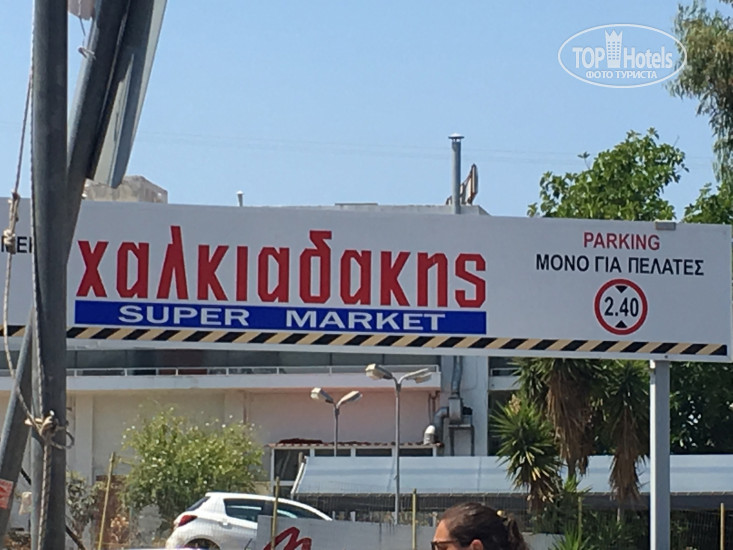 TOP Hotels
ФОТО ТУРИСТА
χαλκιαδακης
SUPER MARKET
PARKING
ΜΟΝΟ ΓΙΑ ΠΕΛΑΤΕΣ
2.40